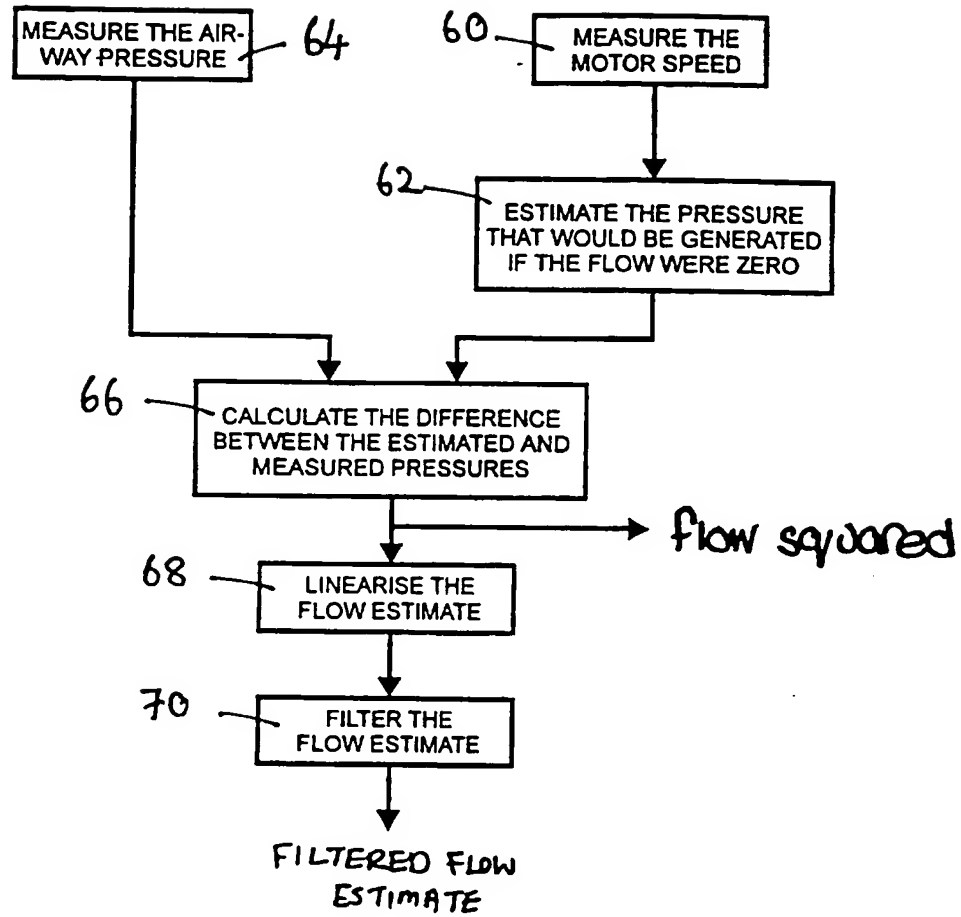 MEASURE THE AIR-
WAY PRESSURE
64
60
MEASURE THE
MOTOR SPEED
62
ESTIMATE THE PRESSURE
THAT WOULD BE GENERATED
IF THE FLOW WERE ZERO
66
CALCULATE THE DIFFERENCE
BETWEEN THE ESTIMATED AND
MEASURED PRESSURES
flow squared
68
LINEARISE THE
FLOW ESTIMATE
70
FILTER THE
FLOW ESTIMATE
FILTERED FLOW
ESTIMATE